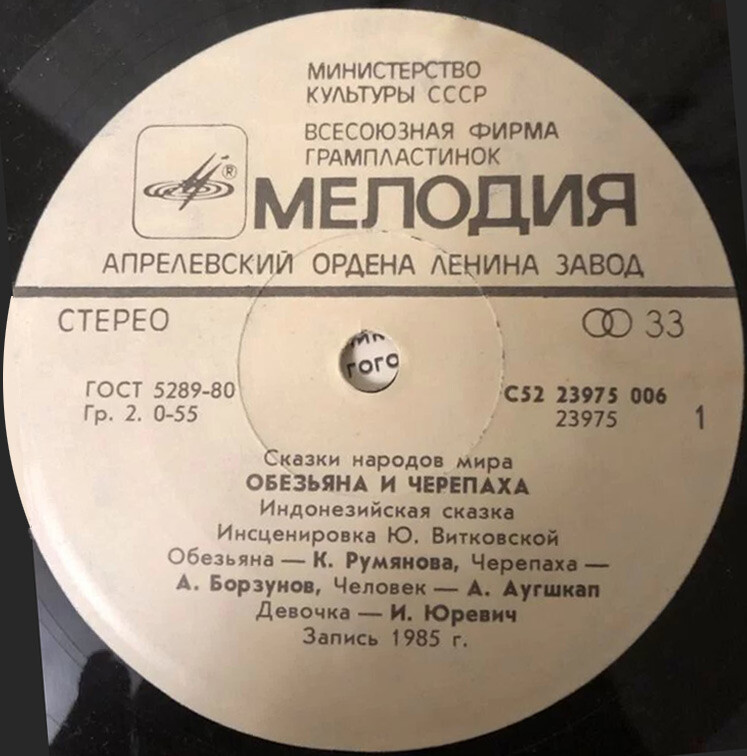 МИНИСТЕРСТВО
КУЛЬТУРЫ СССР
ВСЕСОЮЗНАЯ ФИРМА
ГРАМПЛАСТИНОК
®
МЕЛОДИЯ
АПРЕЛЕВСКИЙ ОРДЕНА ЛЕНИНА ЗАВОД
СТЕРЕО
33
гого
ГОСТ 5289-80
Гр. 2. 0-55
С52 23975 006
23975
1
Сказки народов мира
ОБЕЗЬЯНА И ЧЕРЕПАХА
Индонезийская сказка
Инсценировка Ю. Витковской
Обезьяна — К. Румянова, Черепаха —
А. Борзунов, Человек — А. Аугшкап
Девочка — И. Юревич
Запись 1985 г.